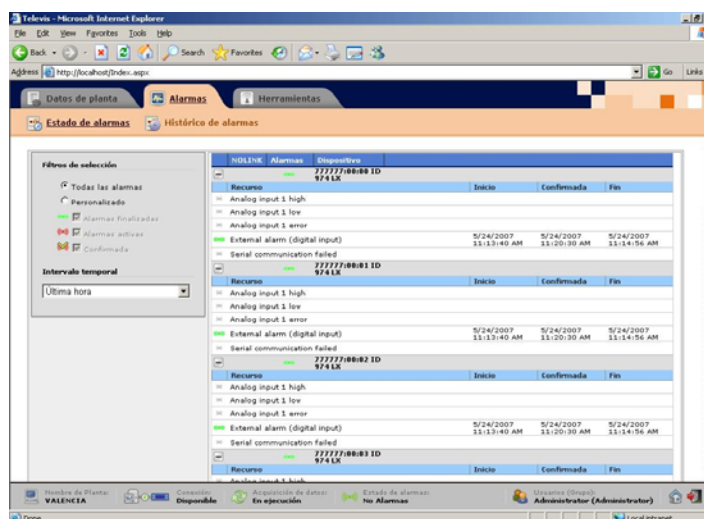 Televis - Microsoft Internet Explorer
File Edit View Favorites Tools Help
Back Search Favorites
Address http://localhost/Index.aspx Go Links
Datos de planta Alarmas Herramientas
Estado de alarmas Histórico de alarmas
Filtros de selección
Todas las alarmas
Personalizado
Alarmas finalizadas
Alarmas activas
Confirmada
Intervalo temporal
Última hora
NOLINK Alarmas Dispositivo
777777:00:00 ID
974 LX
Recurso Inicio Confirmada Fin
Analog input 1 high
Analog input 1 low
Analog input 1 error
External alarm (digital input) 5/24/2007 11:13:40 AM 5/24/2007 11:20:30 AM 5/24/2007 11:14:56 AM
Serial communication failed
777777:00:01 ID
974 LX
Recurso Inicio Confirmada Fin
Analog input 1 high
Analog input 1 low
Analog input 1 error
External alarm (digital input) 5/24/2007 11:13:40 AM 5/24/2007 11:20:30 AM 5/24/2007 11:14:56 AM
Serial communication failed
777777:00:02 ID
974 LX
Recurso Inicio Confirmada Fin
Analog input 1 high
Analog input 1 low
Analog input 1 error
External alarm (digital input) 5/24/2007 11:13:40 AM 5/24/2007 11:20:30 AM 5/24/2007 11:14:56 AM
Serial communication failed
777777:00:03 ID
974 LX
Recurso Inicio Confirmada Fin
Analog input 1 high
Nombre de Planta: Conexión: Adquisición de datos: Estado de alarmas: Usuarios (Grupo):
VALENCIA Disponible En ejecución No Alarmas Administrator (Administrator)
Done Local intranet